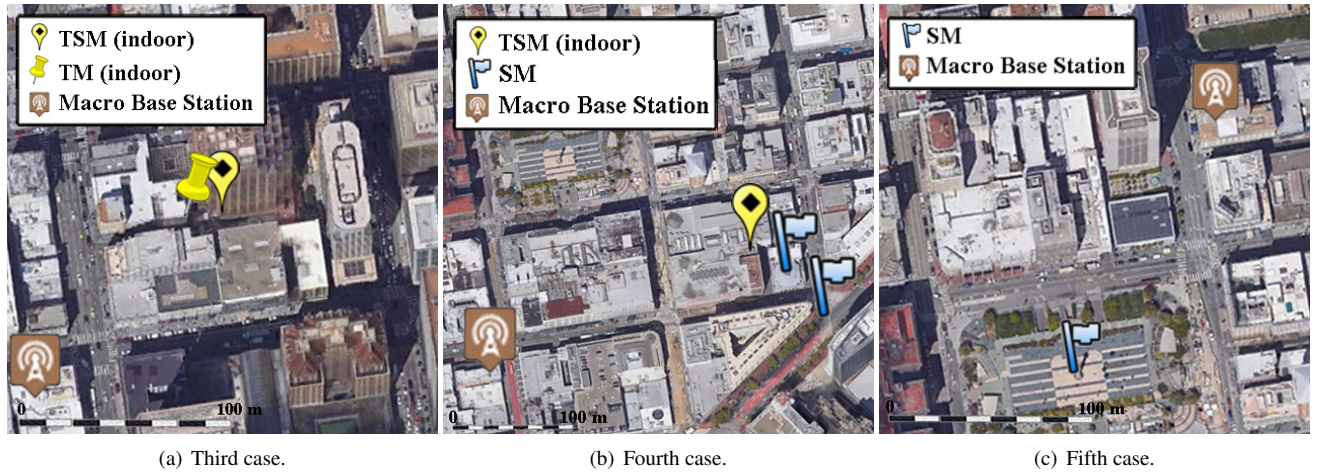 TSM (indoor)
TM (indoor)
Macro Base Station
0 100 m
(a) Third case.
TSM (indoor)
SM
Macro Base Station
0 100 m
(b) Fourth case.
SM
Macro Base Station
0 100 m
(c) Fifth case.